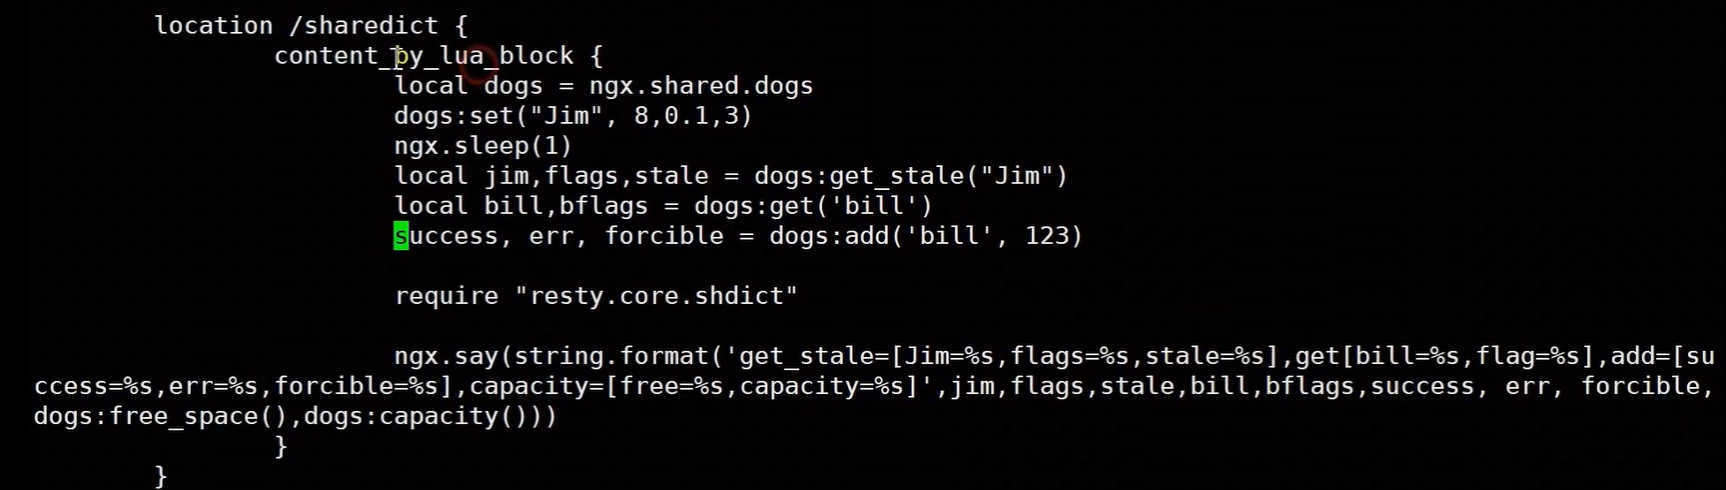 location /sharedict {
content_by_lua_block {
local dogs = ngx.shared.dogs
dogs:set("Jim", 8,0.1,3)
ngx.sleep(1)
local jim,flags,stale = dogs:get_stale("Jim")
local bill,bflags = dogs:get('bill')
success, err, forcible = dogs:add('bill', 123)
require "resty.core.shdict"
ngx.say(string.format('get_stale=[Jim=%s,flags=%s,stale=%s],get[bill=%s,flag=%s],add=[su
ccess=%s,err=%s,forcible=%s],capacity=[free=%s,capacity=%s]',jim,flags,stale,bill,bflags,success, err, forcible,
dogs:free_space(),dogs:capacity()))
}
}